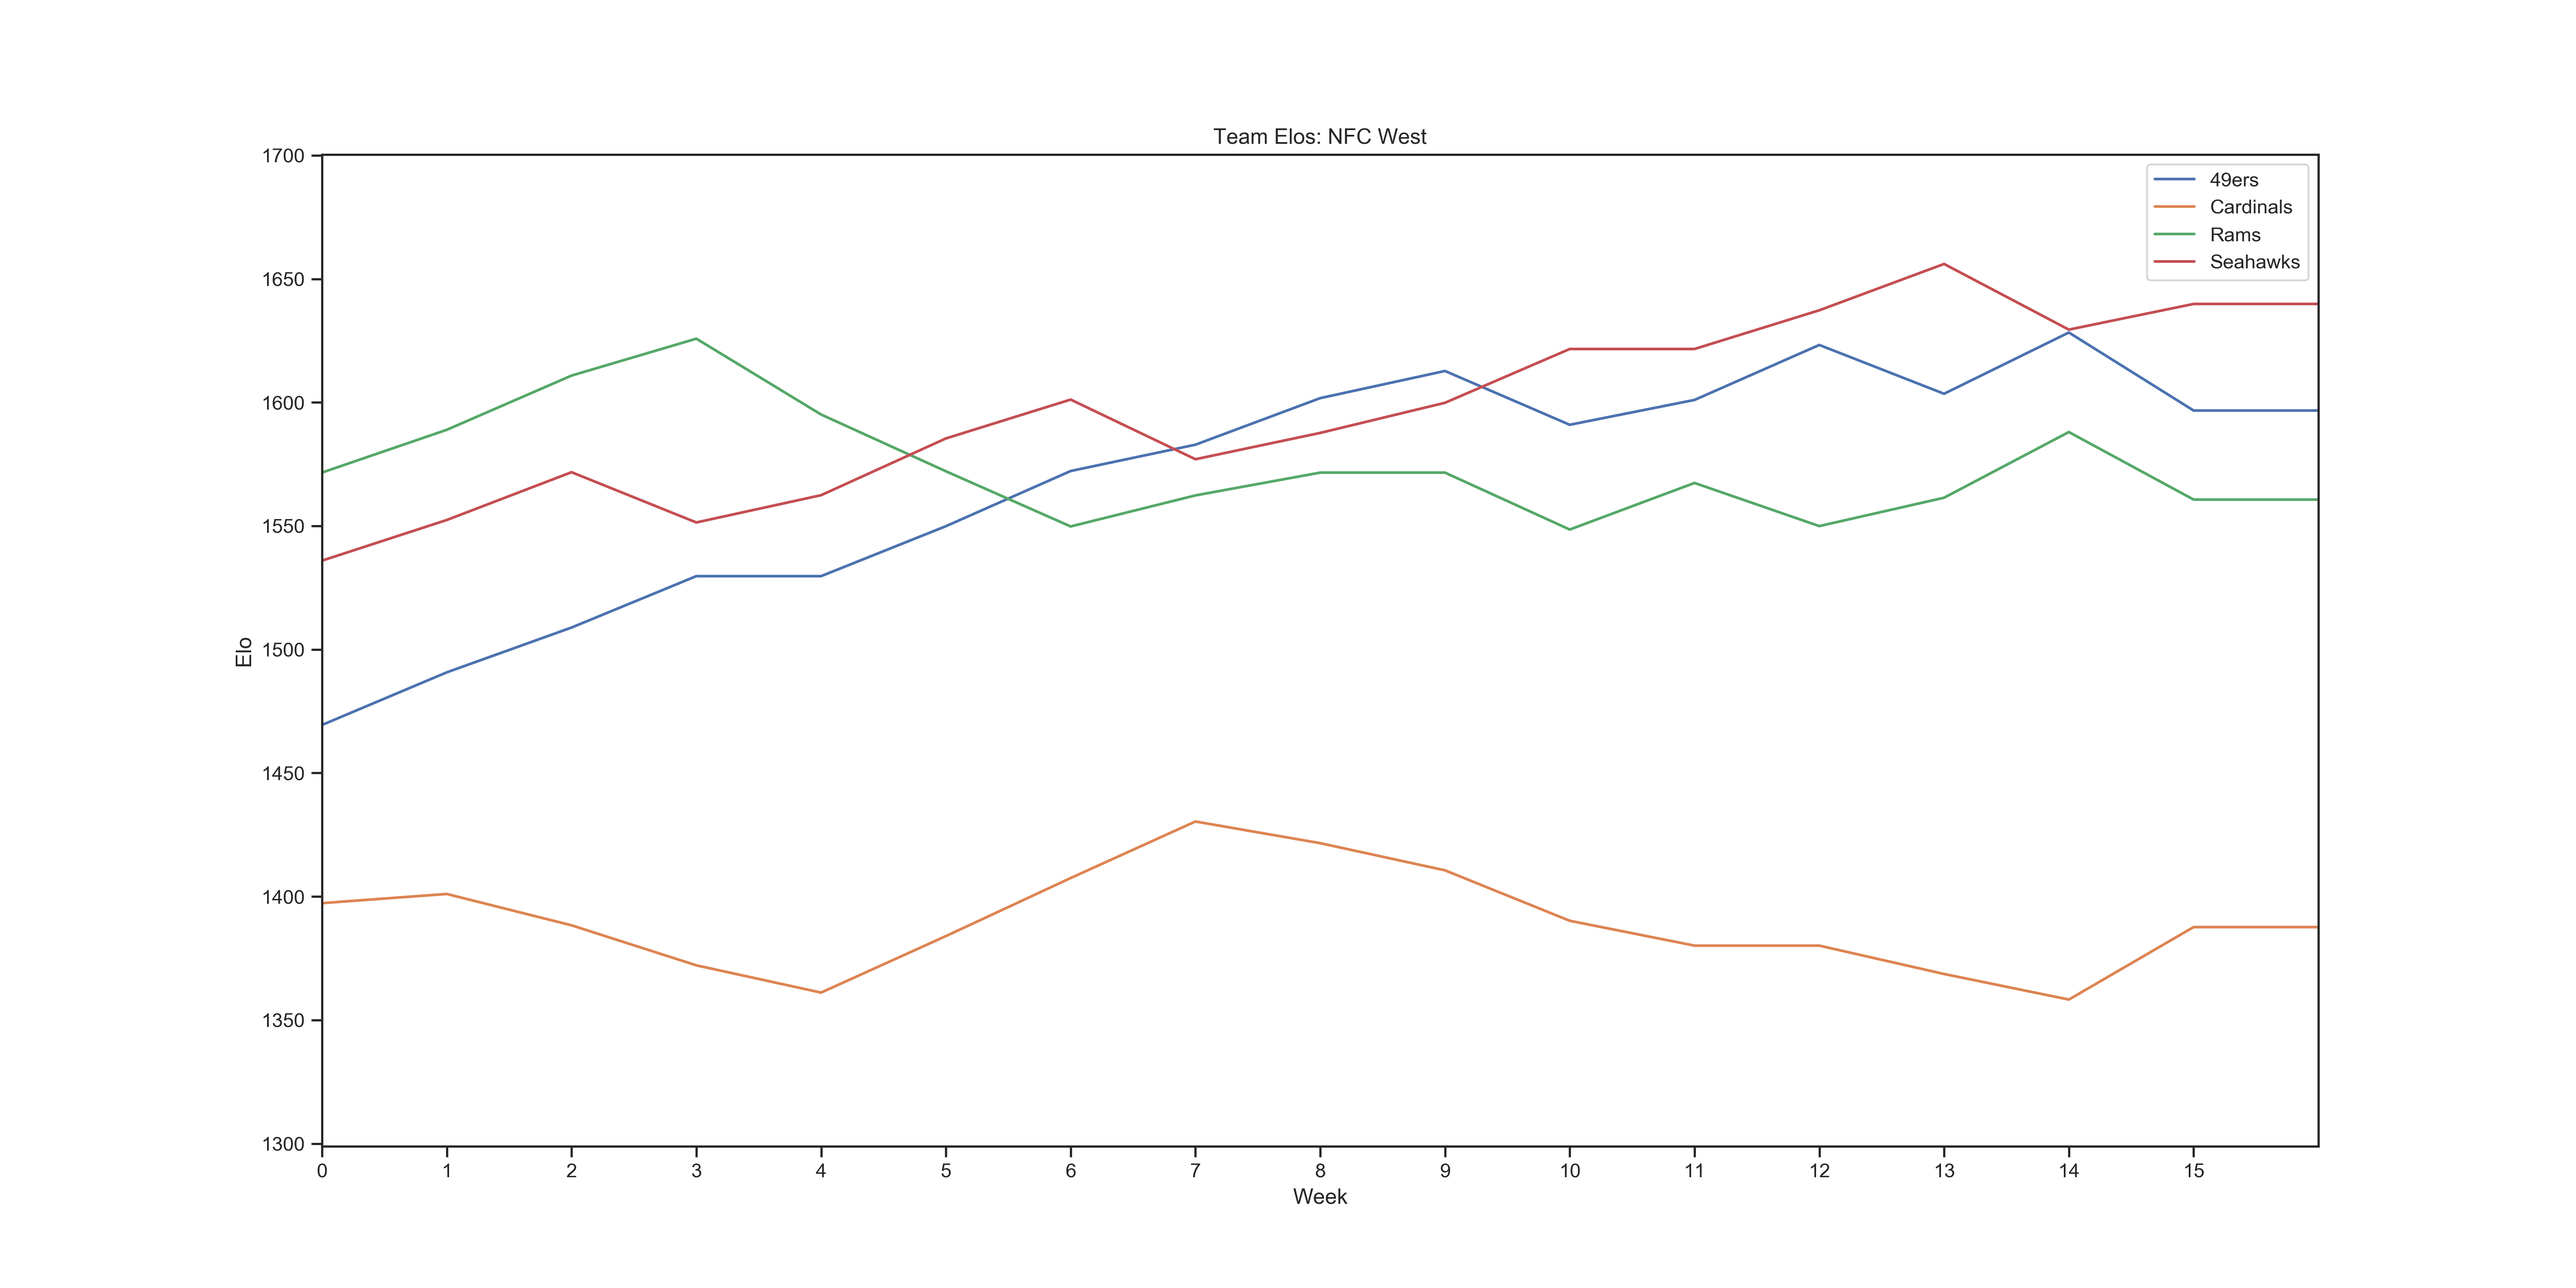 Team Elos: NFC West
1700
1650
1600
1550
1500
1450
1400
1350
1300
Elo
49ers
Cardinals
Rams
Seahawks
0 1 2 3 4 5 6 7 8 9 10 11 12 13 14 15
Week